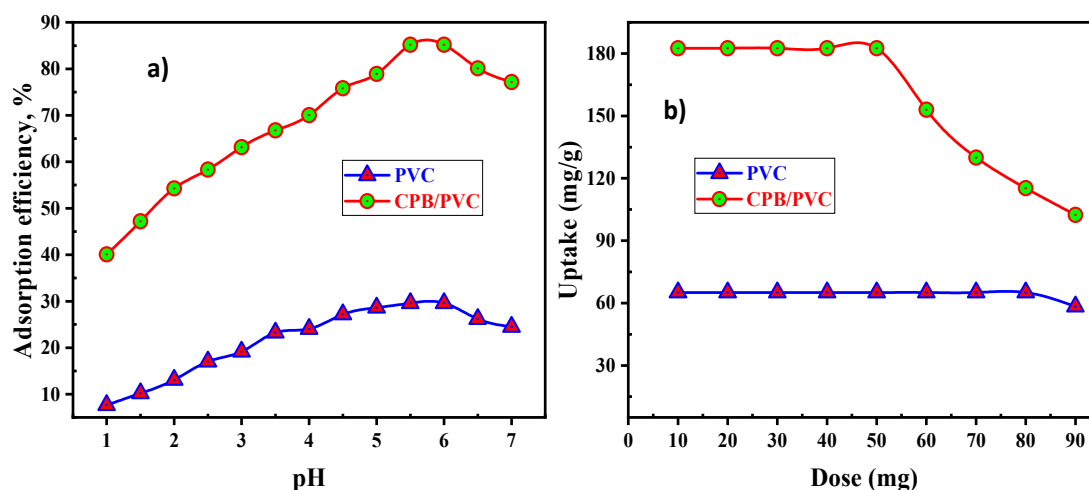 a)
Adsorption efficiency, %
90
80
70
60
50
40
30
20
10
PVC
CPB/PVC
1 2 3 4 5 6 7
pH
b)
Uptake (mg/g)
180
150
120
90
60
30
PVC
CPB/PVC
0 10 20 30 40 50 60 70 80 90
Dose (mg)